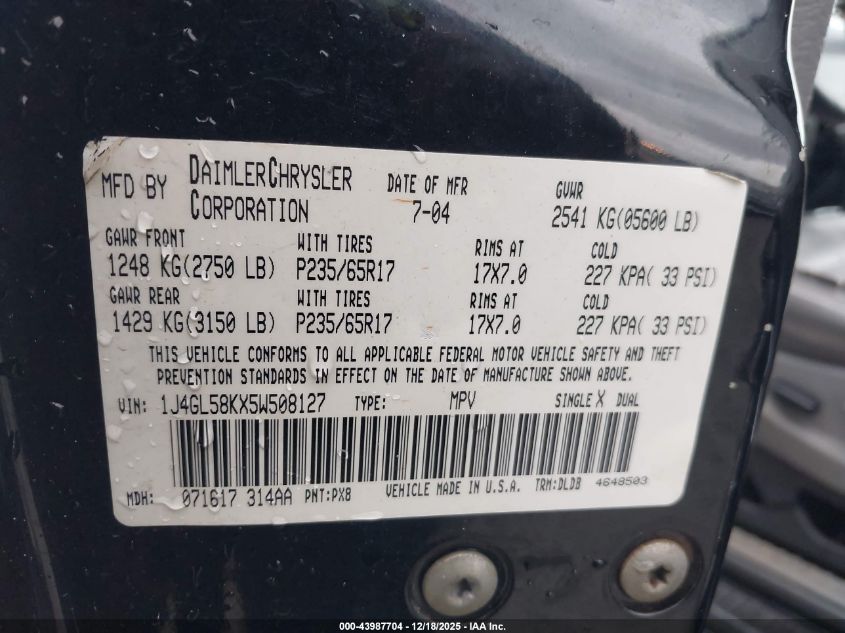 MFD BY DAIMLERCHRYSLER CORPORATION DATE OF MFR 7-04 GVWR 2541 KG(05600 LB)
GAWR FRONT WITH TIRES RIMS AT COLD
1248 KG(2750 LB) P235/65R17 17X7.0 227 KPA( 33 PSI)
GAWR REAR WITH TIRES RIMS AT COLD
1429 KG(3150 LB) P235/65R17 17X7.0 227 KPA( 33 PSI)
THIS VEHICLE CONFORMS TO ALL APPLICABLE FEDERAL MOTOR VEHICLE SAFETY AND THEFT
PREVENTION STANDARDS IN EFFECT ON THE DATE OF MANUFACTURE SHOWN ABOVE.
VIN: 1J4GL58KX5W508127 TYPE: MPV SINGLE X DUAL
MDH: 071617 314AA PNT:PX8 VEHICLE MADE IN U.S.A. TRM:DLDB 4648503
000-43987704 - 12/18/2025 - IAA Inc.